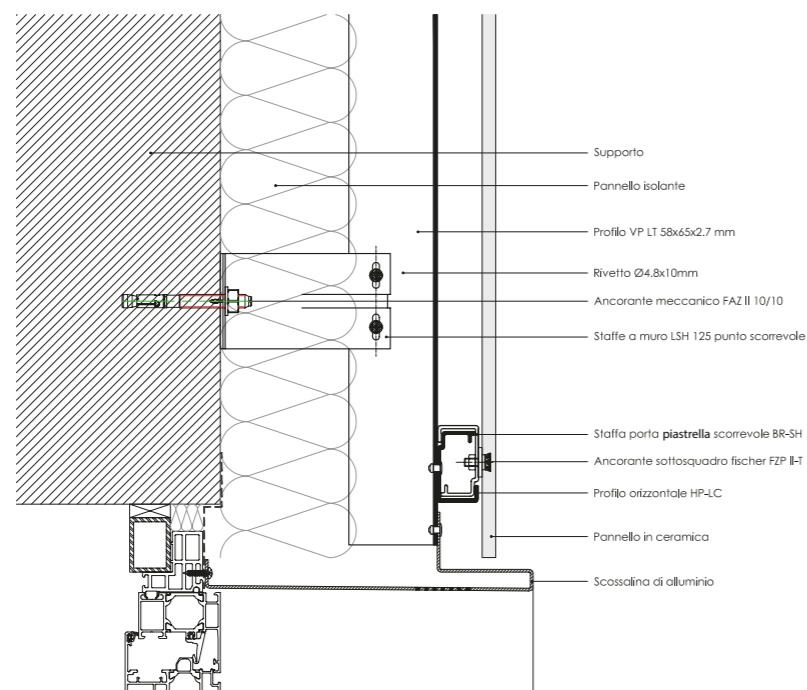 Supporto
Pannello isolante
Profilo VP LT 58x65x2.7 mm
Rivetto Ø4.8x10mm
Ancorante meccanico FAZ II 10/10
Staffe a muro LSH 125 punto scorrevole
Staffa porta piastrella scorrevole BR-SH
Ancorante sottosquadro fischer FZP II-T
Profilo orizzontale HP-LC
Pannello in ceramica
Scossalina di alluminio